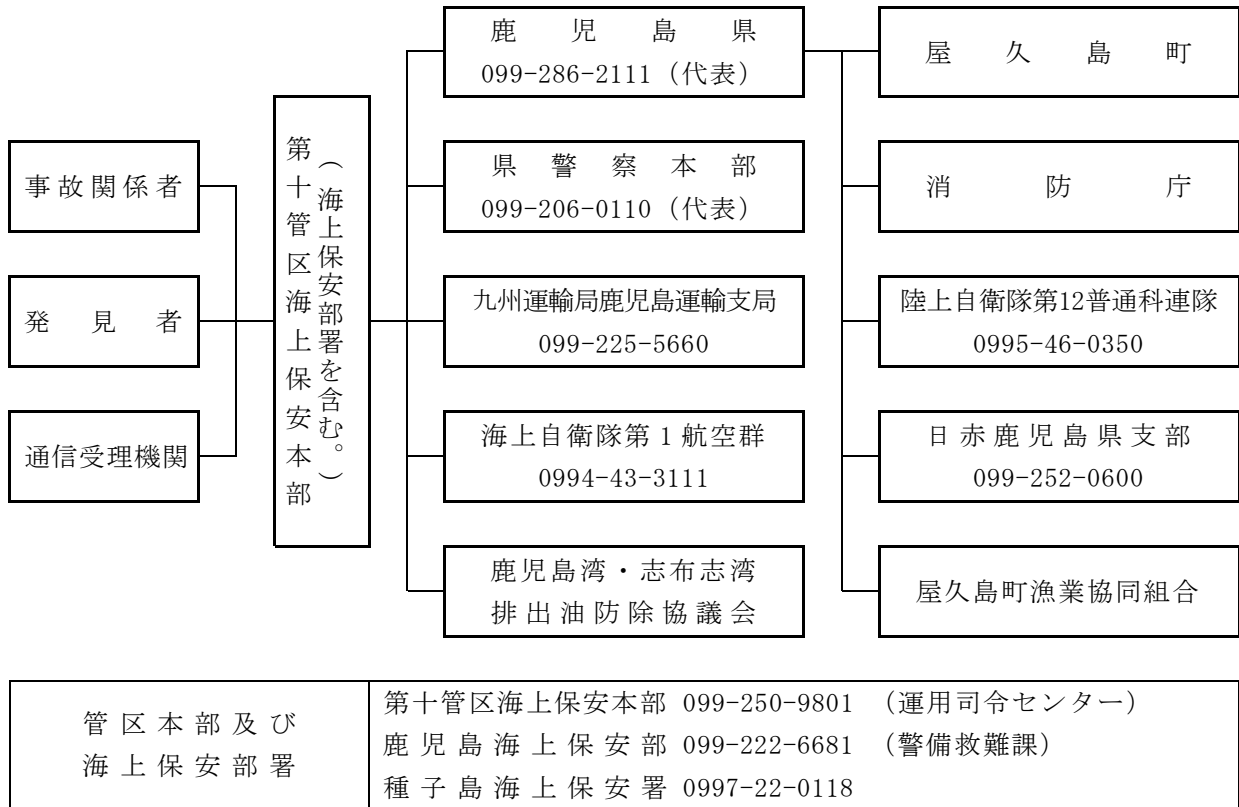 事故関係者
発見者
通信受理機関
第十管区海上保安本部
（海上保安部署を含む。）
鹿児島県
099-286-2111（代表）
県警察本部
099-206-0110（代表）
九州運輸局鹿児島運輸支局
099-225-5660
海上自衛隊第１航空群
0994-43-3111
鹿児島湾・志布志湾
排出油防除協議会
屋久島町
消防庁
陸上自衛隊第12普通科連隊
0995-46-0350
日赤鹿児島県支部
099-252-0600
屋久島町漁業協同組合
管区本部及び
海上保安部署
第十管区海上保安本部 099-250-9801 （運用司令センター）
鹿児島海上保安部 099-222-6681 （警備救難課）
種子島海上保安署 0997-22-0118